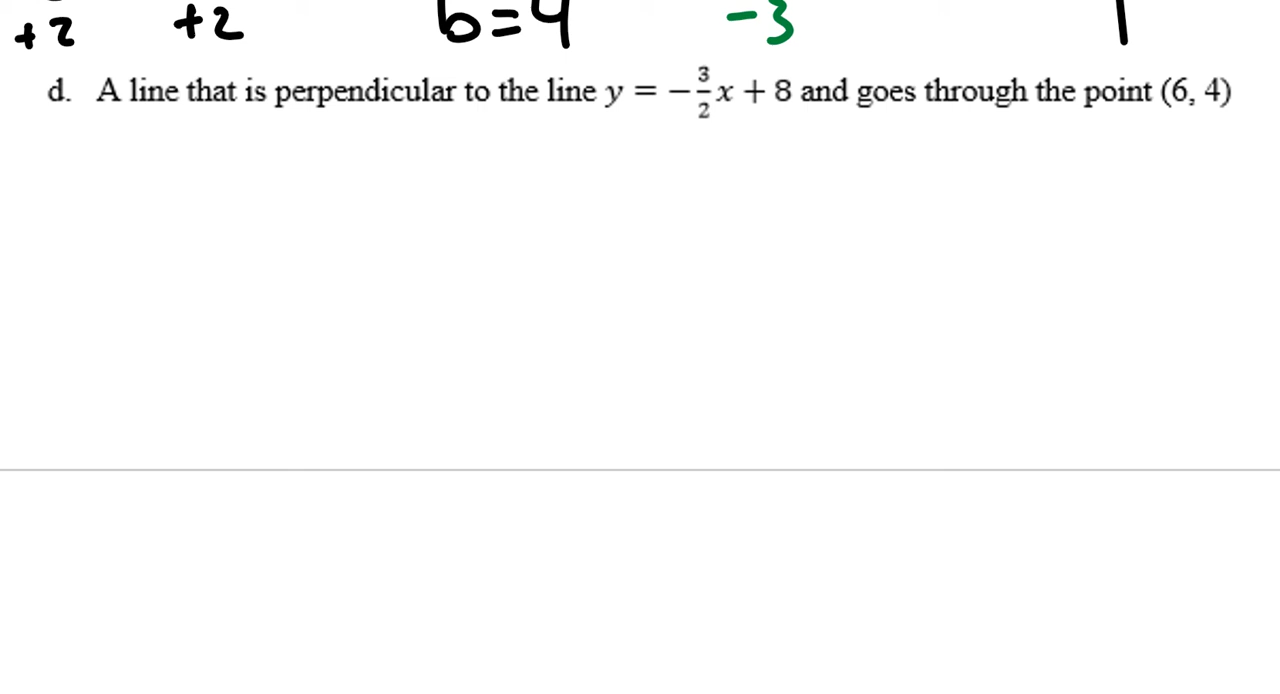 +2 +2 b=4 -3
d. A line that is perpendicular to the line y = −3/2x + 8 and goes through the point (6, 4)